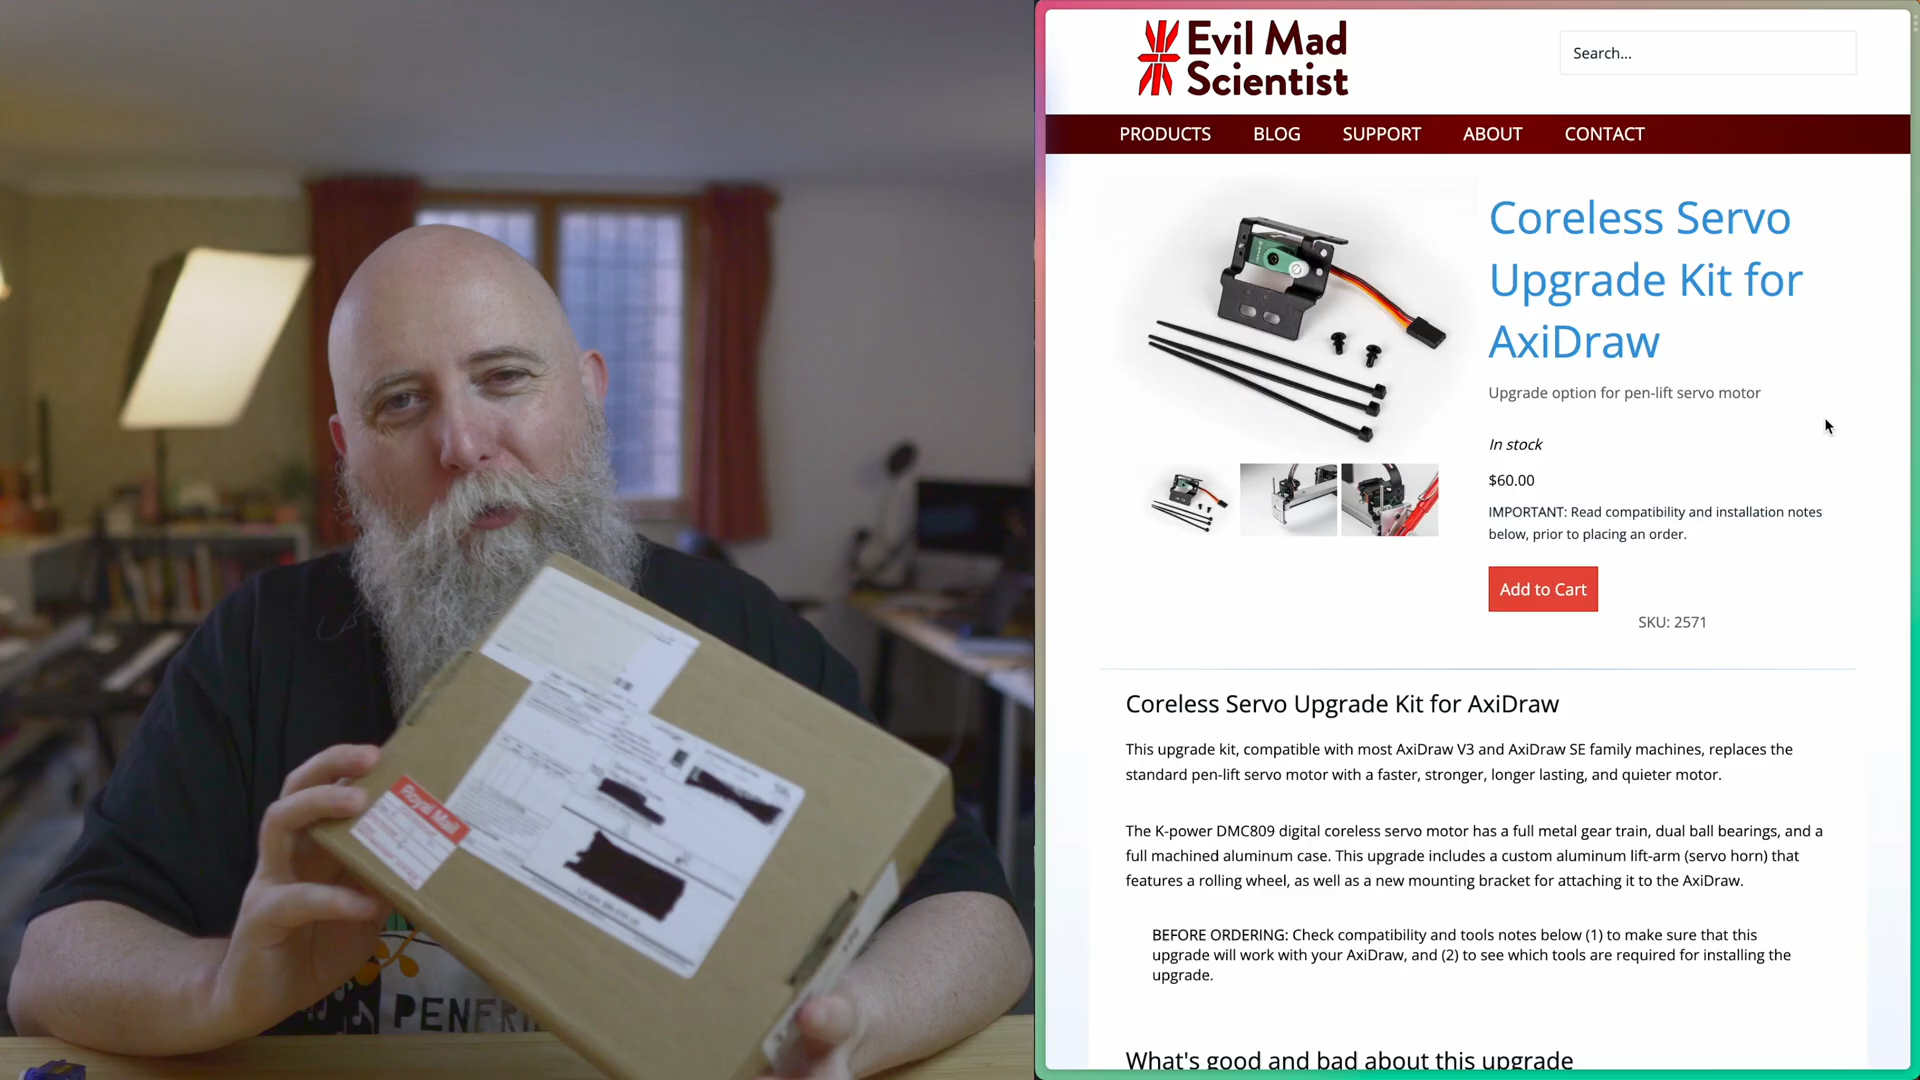 Royal Mail
PENFRI
Evil Mad
Scientist
Search...
PRODUCTS BLOG SUPPORT ABOUT CONTACT
Coreless Servo
Upgrade Kit for
AxiDraw
Upgrade option for pen-lift servo motor
In stock
$60.00
IMPORTANT: Read compatibility and installation notes
below, prior to placing an order.
Add to Cart
SKU: 2571
Coreless Servo Upgrade Kit for AxiDraw
This upgrade kit, compatible with most AxiDraw V3 and AxiDraw SE family machines, replaces the
standard pen-lift servo motor with a faster, stronger, longer lasting, and quieter motor.
The K-power DMC809 digital coreless servo motor has a full metal gear train, dual ball bearings, and a
full machined aluminum case. This upgrade includes a custom aluminum lift-arm (servo horn) that
features a rolling wheel, as well as a new mounting bracket for attaching it to the AxiDraw.
BEFORE ORDERING: Check compatibility and tools notes below (1) to make sure that this
upgrade will work with your AxiDraw, and (2) to see which tools are required for installing the
upgrade.
What's good and bad about this upgrade